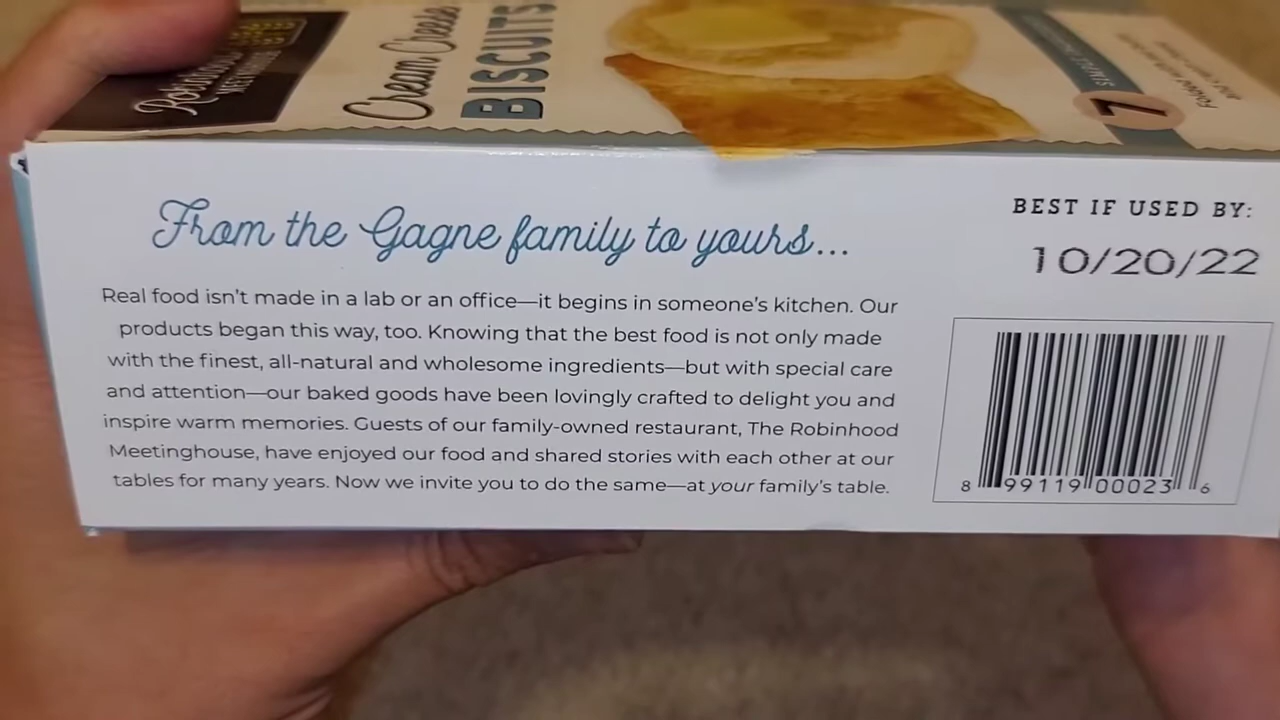 Cream Cheese
BISCUITS
7
From the Gagne family to yours...
Real food isn't made in a lab or an office—it begins in someone's kitchen. Our
products began this way, too. Knowing that the best food is not only made
with the finest, all-natural and wholesome ingredients—but with special care
and attention—our baked goods have been lovingly crafted to delight you and
inspire warm memories. Guests of our family-owned restaurant, The Robinhood
Meetinghouse, have enjoyed our food and shared stories with each other at our
tables for many years. Now we invite you to do the same—at your family's table.
BEST IF USED BY:
10/20/22
8 99119 00023 6